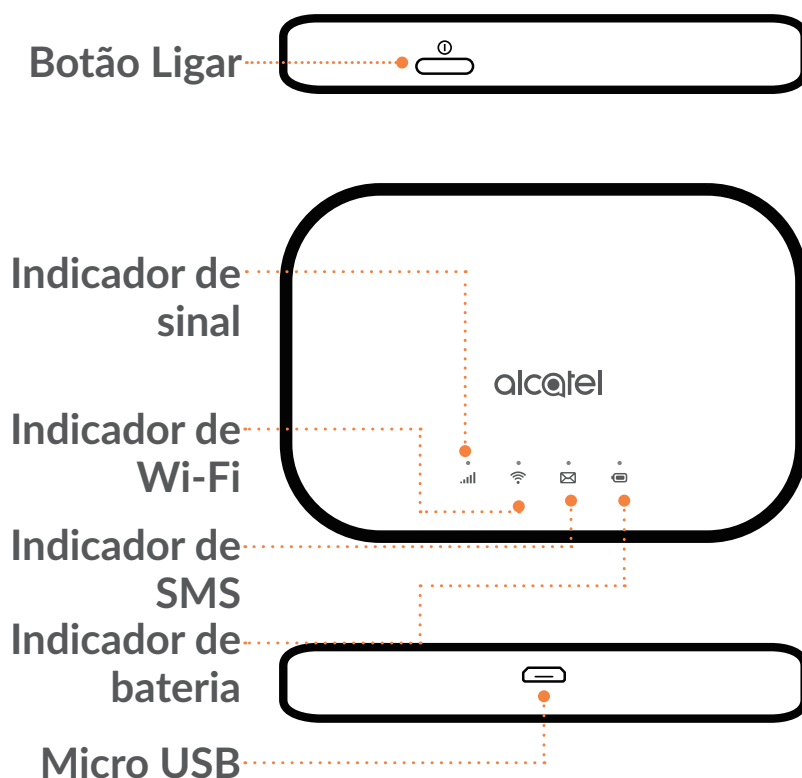 Botão Ligar
Indicador de
sinal
alcatel
Indicador de
Wi-Fi
Indicador de
SMS
Indicador de
bateria
Micro USB